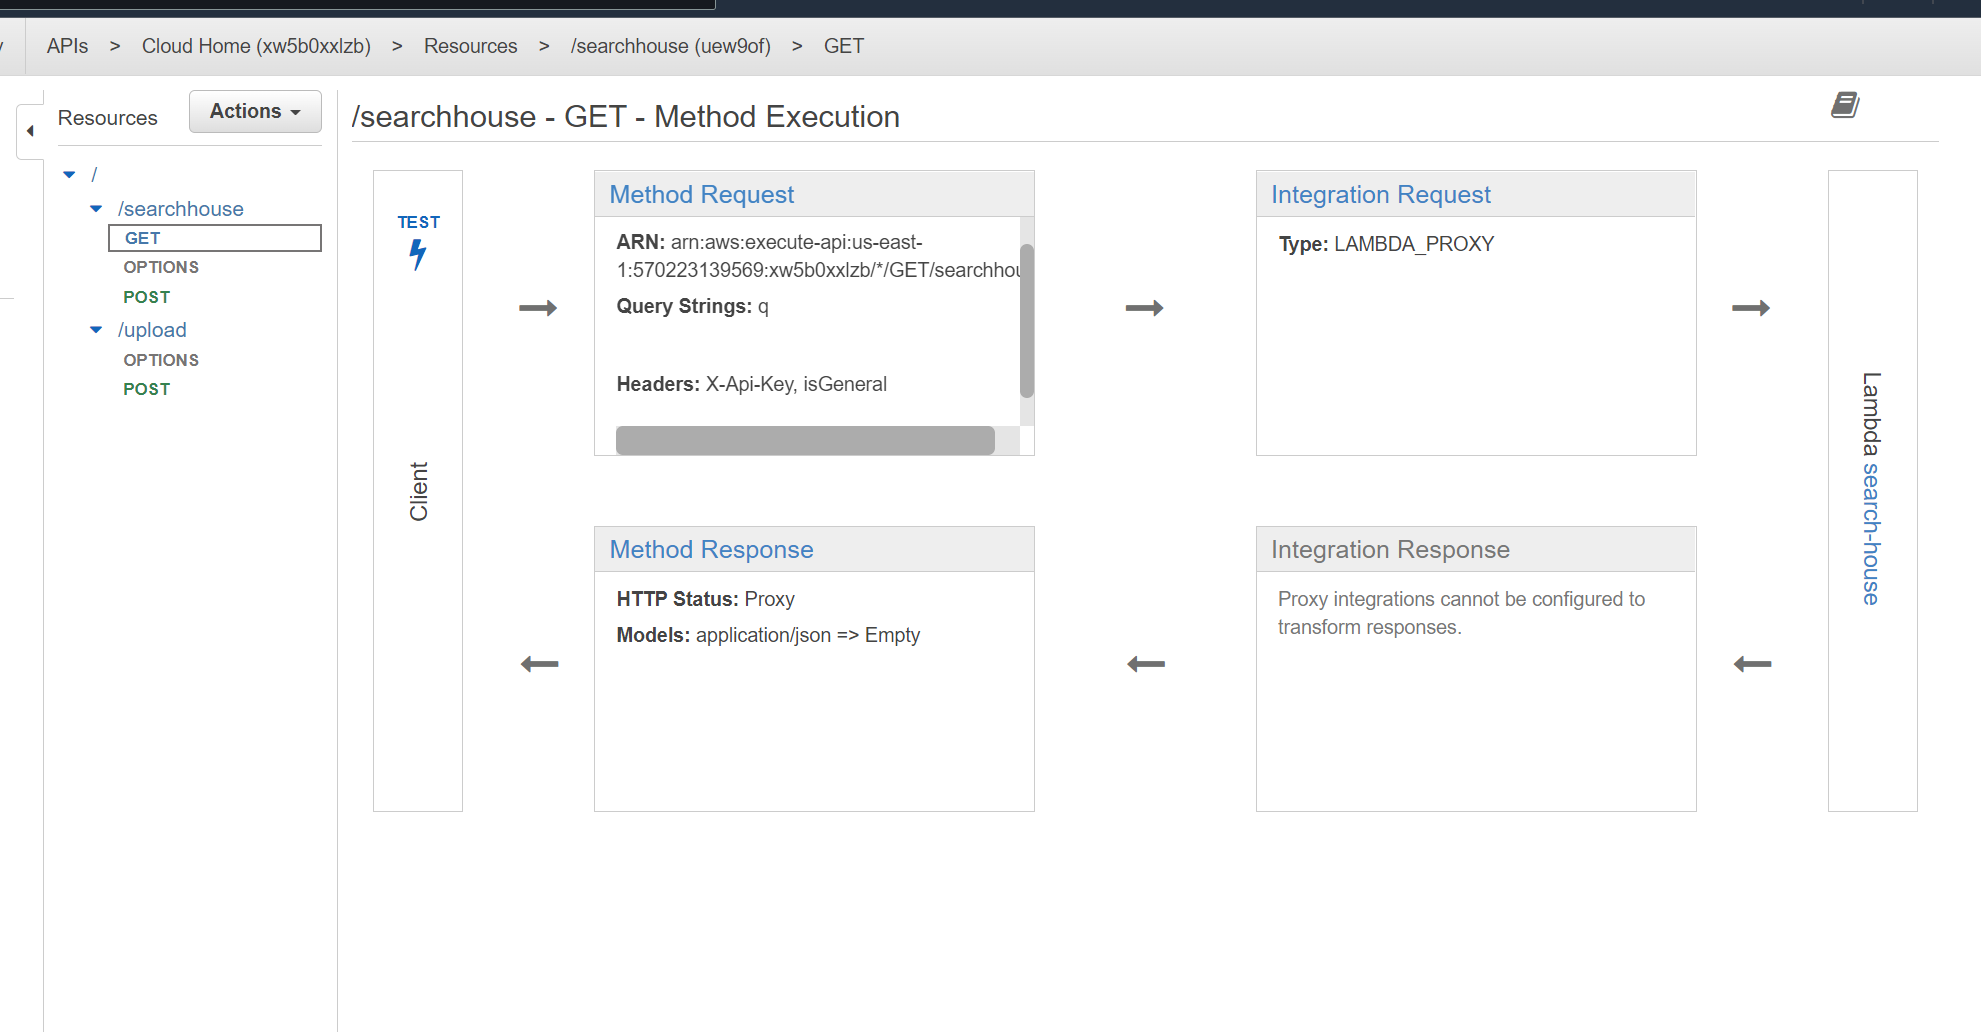 APIs > Cloud Home (xw5b0xxlzb) > Resources > /searchhouse (uew9of) > GET
Resources
Actions
/
/searchhouse
GET
OPTIONS
POST
/upload
OPTIONS
POST
/searchhouse - GET - Method Execution
TEST
Client
Method Request
ARN: arn:aws:execute-api:us-east-
1:570223139569:xw5b0xxlzb/*/GET/searchhou
Query Strings: q
Headers: X-Api-Key, isGeneral
Integration Request
Type: LAMBDA_PROXY
Lambda search-house
Method Response
HTTP Status: Proxy
Models: application/json => Empty
Integration Response
Proxy integrations cannot be configured to
transform responses.